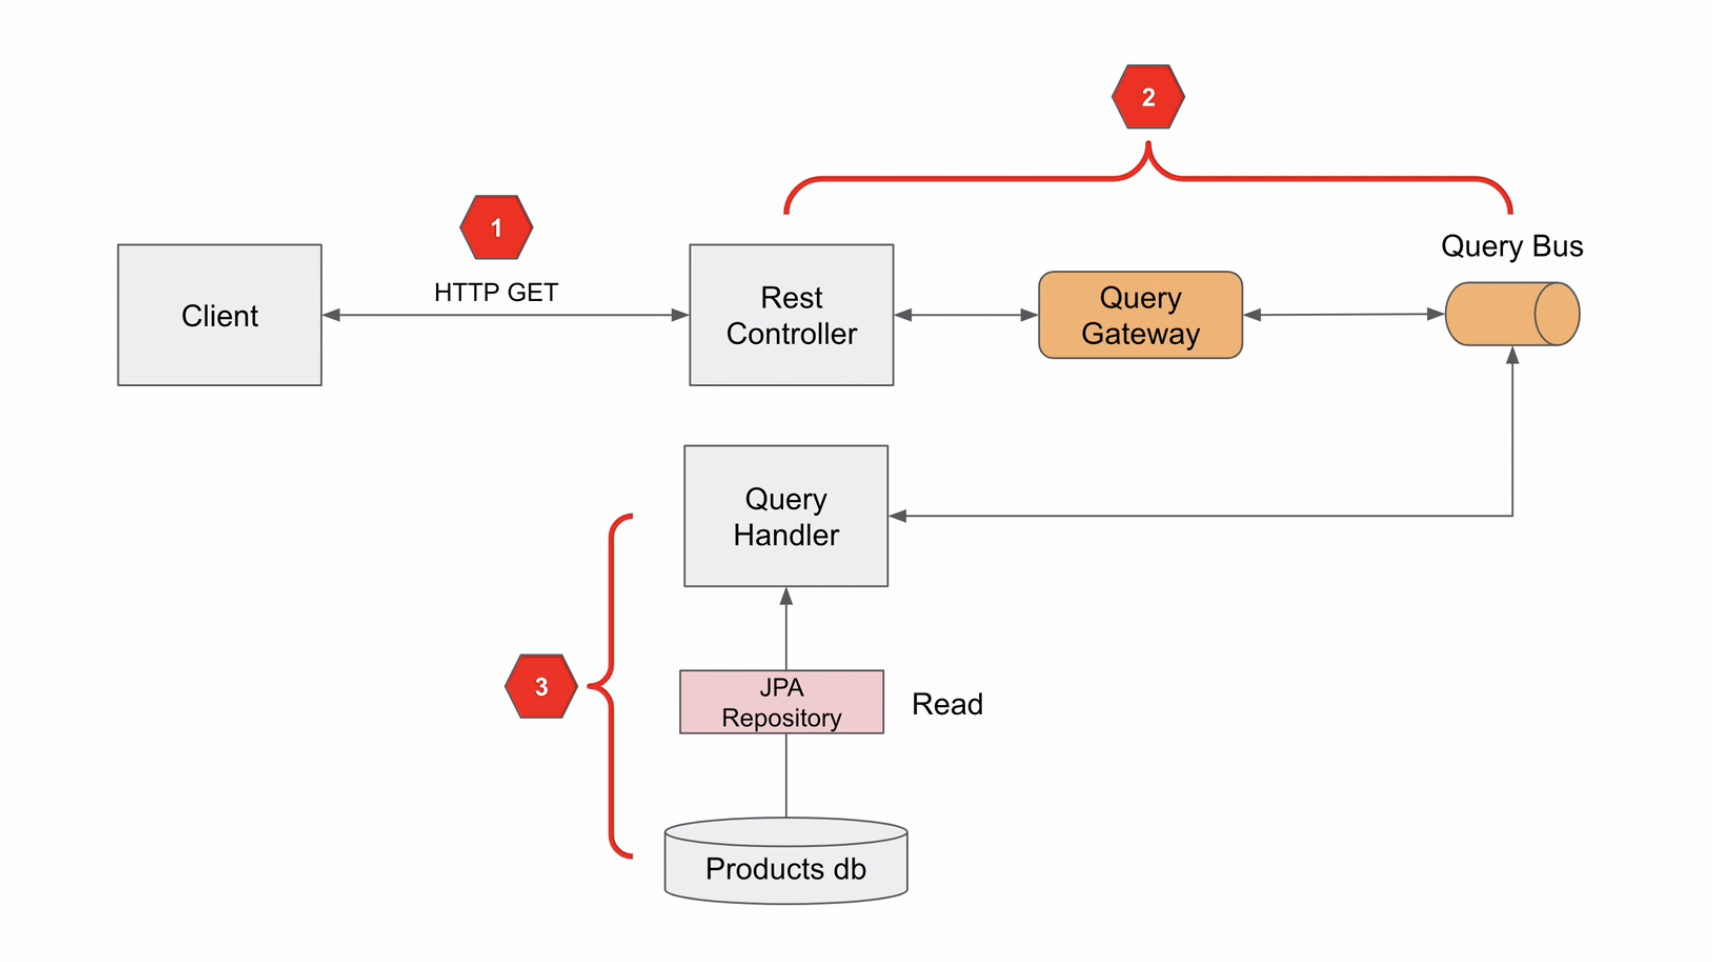 2
1
Query Bus
Client
HTTP GET
Rest
Controller
Query
Gateway
Query
Handler
3
JPA
Repository
Read
Products db